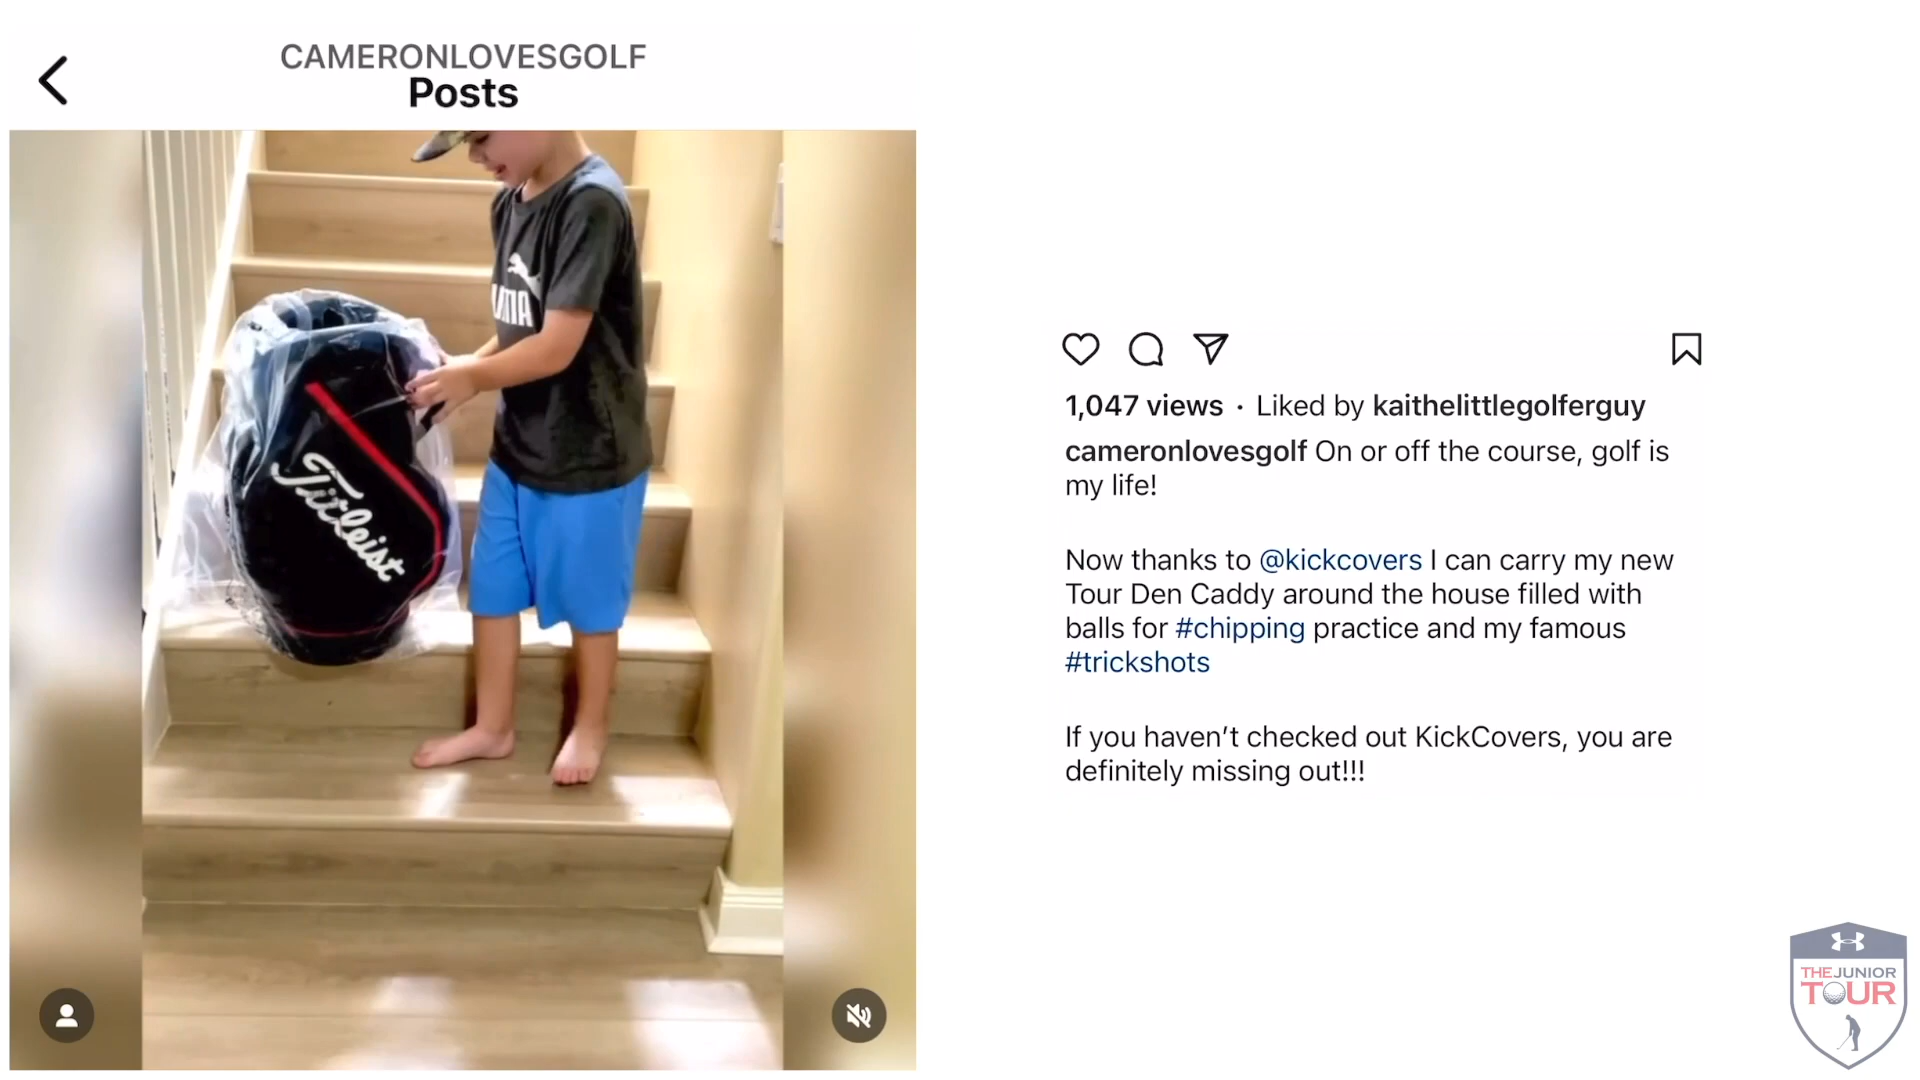 CAMERONLOVESGOLF
Posts
PUMA
Titleist
1,047 views · Liked by kaithelittlegolferguy
cameronlovesgolf On or off the course, golf is
my life!
Now thanks to @kickcovers I can carry my new
Tour Den Caddy around the house filled with
balls for #chipping practice and my famous
#trickshots
If you haven’t checked out KickCovers, you are
definitely missing out!!!
THE JUNIOR
TOUR